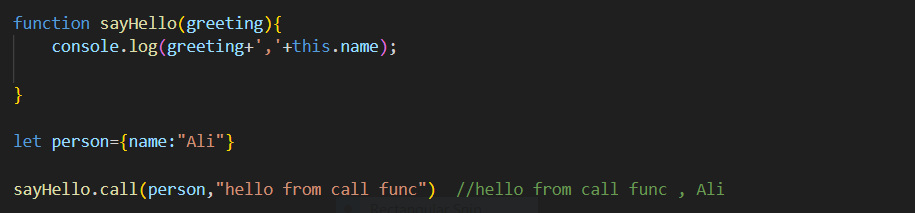 function sayHello(greeting){
    console.log(greeting+','+this.name);
}
let person={name:"Ali"}
sayHello.call(person,"hello from call func")  //hello from call func , Ali